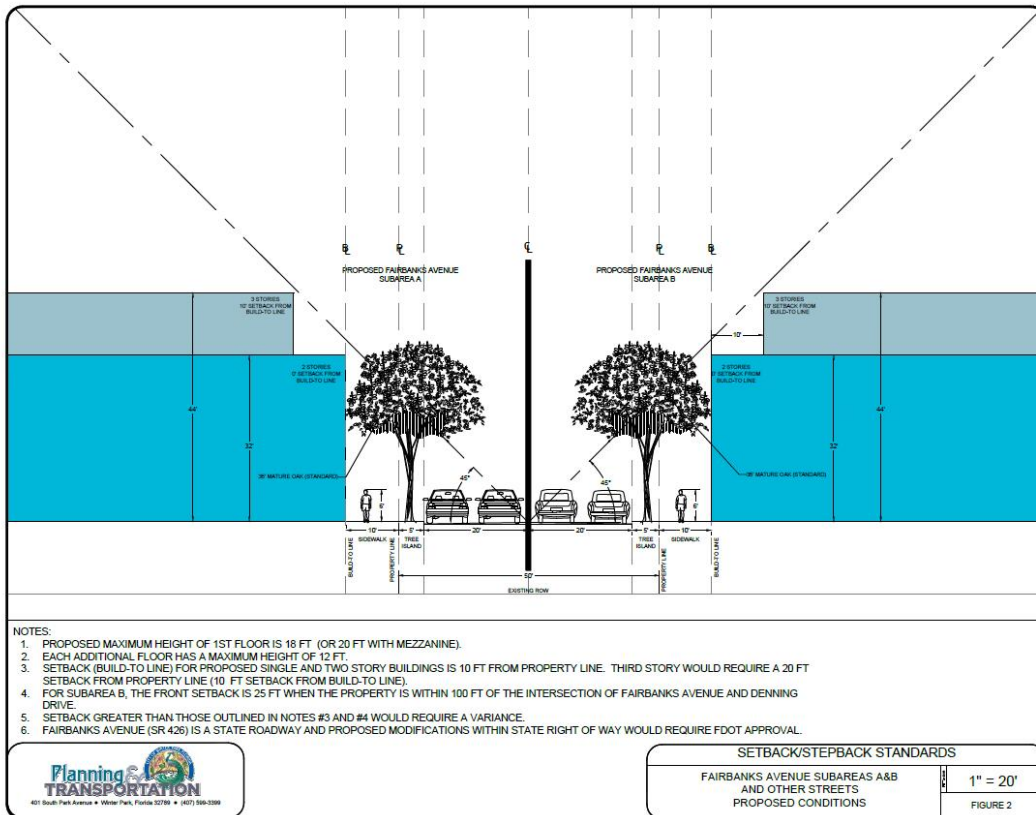 B
L
P
L
C
L
P
L
B
L
PROPOSED FAIRBANKS AVENUE
SUBAREA A
PROPOSED FAIRBANKS AVENUE
SUBAREA B
3 STORIES
10' SETBACK FROM
BUILD-TO LINE
3 STORIES
10' SETBACK FROM
BUILD-TO LINE
10'
2 STORIES
0' SETBACK FROM
BUILD-TO LINE
2 STORIES
0' SETBACK FROM
BUILD-TO LINE
44'
32'
32'
44'
36' MATURE OAK (STANDARD)
36' MATURE OAK (STANDARD)
45°
45°
6'
6'
10'
5'
20'
20'
5'
10'
SIDEWALK
TREE
ISLAND
TREE
ISLAND
SIDEWALK
BUILD-TO LINE
PROPERTY LINE
PROPERTY LINE
BUILD-TO LINE
50'
EXISTING ROW
NOTES:
1. PROPOSED MAXIMUM HEIGHT OF 1ST FLOOR IS 18 FT (OR 20 FT WITH MEZZANINE).
2. EACH ADDITIONAL FLOOR HAS A MAXIMUM HEIGHT OF 12 FT.
3. SETBACK (BUILD-TO LINE) FOR PROPOSED SINGLE AND TWO STORY BUILDINGS IS 10 FT FROM PROPERTY LINE. THIRD STORY WOULD REQUIRE A 20 FT
SETBACK FROM PROPERTY LINE (10 FT SETBACK FROM BUILD-TO LINE).
4. FOR SUBAREA B, THE FRONT SETBACK IS 25 FT WHEN THE PROPERTY IS WITHIN 100 FT OF THE INTERSECTION OF FAIRBANKS AVENUE AND DENNING
DRIVE.
5. SETBACK GREATER THAN THOSE OUTLINED IN NOTES #3 AND #4 WOULD REQUIRE A VARIANCE.
6. FAIRBANKS AVENUE (SR 426) IS A STATE ROADWAY AND PROPOSED MODIFICATIONS WITHIN STATE RIGHT OF WAY WOULD REQUIRE FDOT APPROVAL.
Planning &
TRANSPORTATION
401 South Park Avenue • Winter Park, Florida 32789 • (407) 599-3399
SETBACK/STEPBACK STANDARDS
FAIRBANKS AVENUE SUBAREAS A&B
AND OTHER STREETS
PROPOSED CONDITIONS
1" = 20'
FIGURE 2